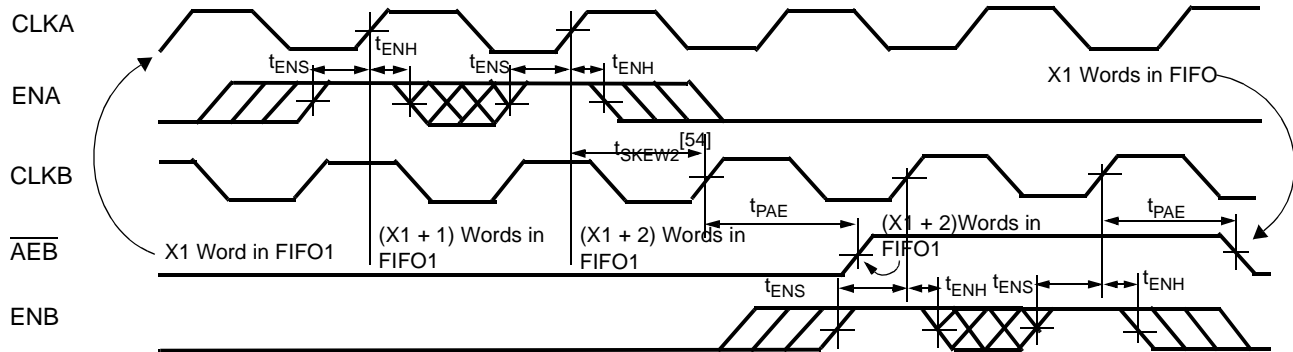 CLKA
tENH
tENS
tENS
tENH
X1 Words in FIFO
ENA
tSKEW2[54]
CLKB
tPAE
tPAE
AEB
X1 Word in FIFO1
(X1 + 1) Words in
FIFO1
(X1 + 2) Words in
FIFO1
(X1 + 2)Words in
FIFO1
tENS
tENH
tENS
tENH
ENB